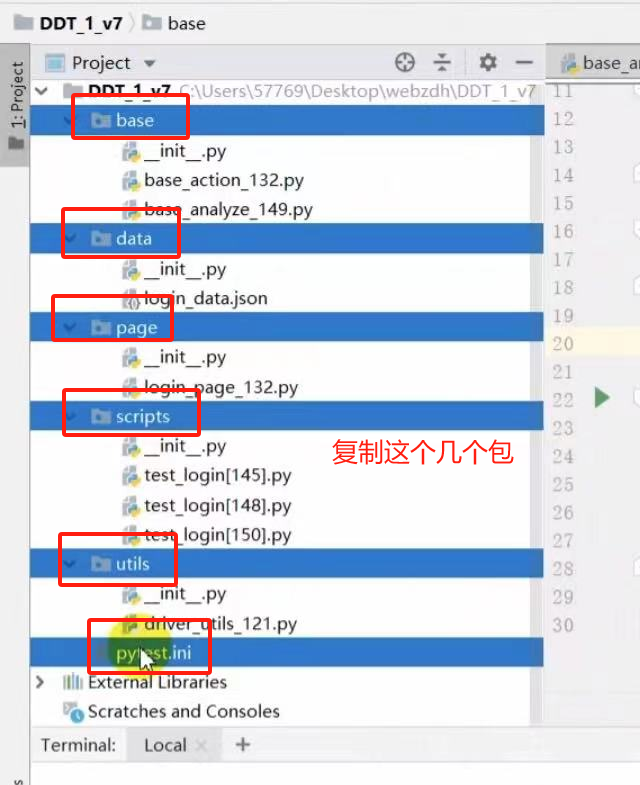 DDT_1_v7 base
Project
1: Project
base_an
DDT_1_v7 C:\Users\57769\Desktop\webzdh\DDT_1_v7
base
__init__.py
base_action_132.py
base_analyze_149.py
data
__init__.py
login_data.json
page
__init__.py
login_page_132.py
scripts
__init__.py
复制这个几个包
test_login[145].py
test_login[148].py
test_login[150].py
utils
__init__.py
driver_utils_121.py
pytest.ini
External Libraries
Scratches and Consoles
11
12
13
14
15
16
17
18
19
20
21
22
23
24
25
26
27
28
29
30
Terminal: Local × +